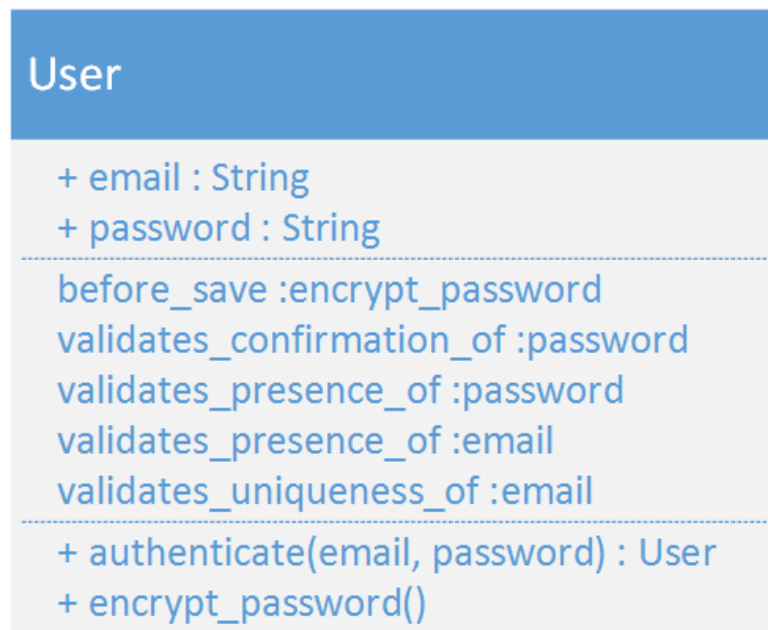 User
+ email : String
+ password : String
before_save :encrypt_password
validates_confirmation_of :password
validates_presence_of :password
validates_presence_of :email
validates_uniqueness_of :email
+ authenticate(email, password) : User
+ encrypt_password()